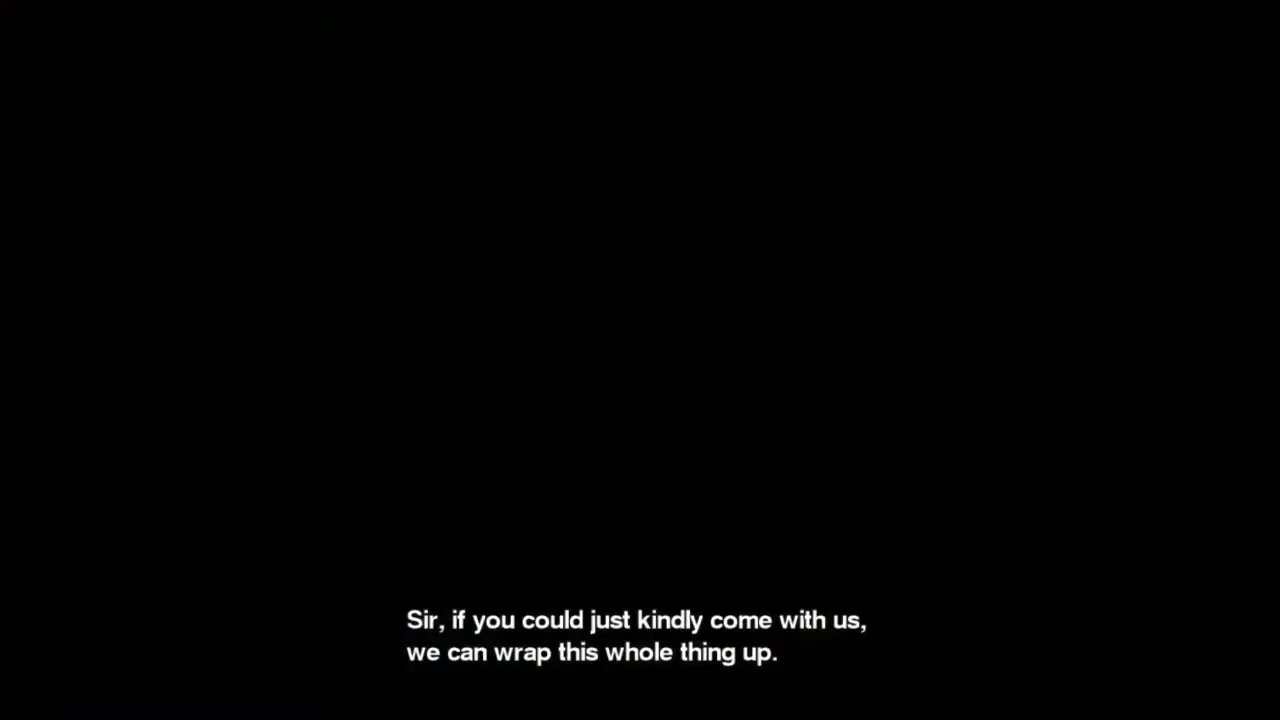 Sir, if you could just kindly come with us,
we can wrap this whole thing up.